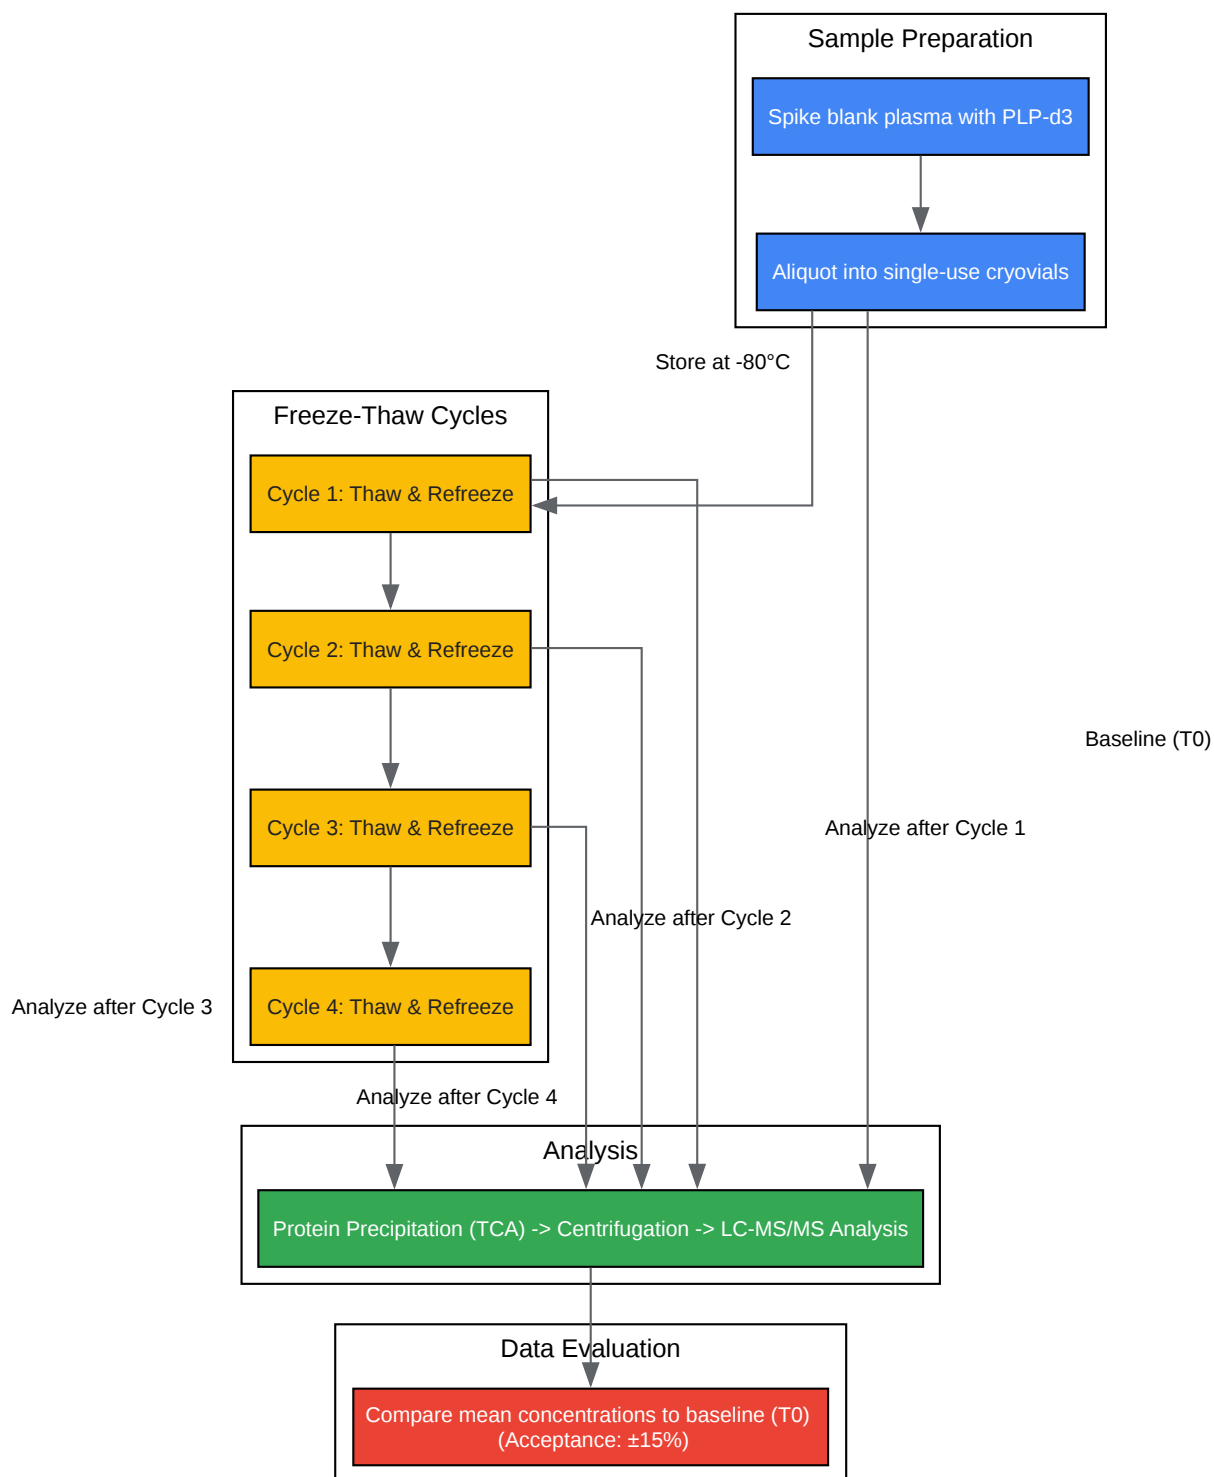 Sample Preparation
Spike blank plasma with PLP-d3
Aliquot into single-use cryovials
Store at -80°C
Freeze-Thaw Cycles
Cycle 1: Thaw & Refreeze
Cycle 2: Thaw & Refreeze
Baseline (T0)
Cycle 3: Thaw & Refreeze
Analyze after Cycle 1
Analyze after Cycle 2
Analyze after Cycle 3
Cycle 4: Thaw & Refreeze
Analyze after Cycle 4
Analysis
Protein Precipitation (TCA) -> Centrifugation -> LC-MS/MS Analysis
Data Evaluation
Compare mean concentrations to baseline (T0)
(Acceptance: ±15%)